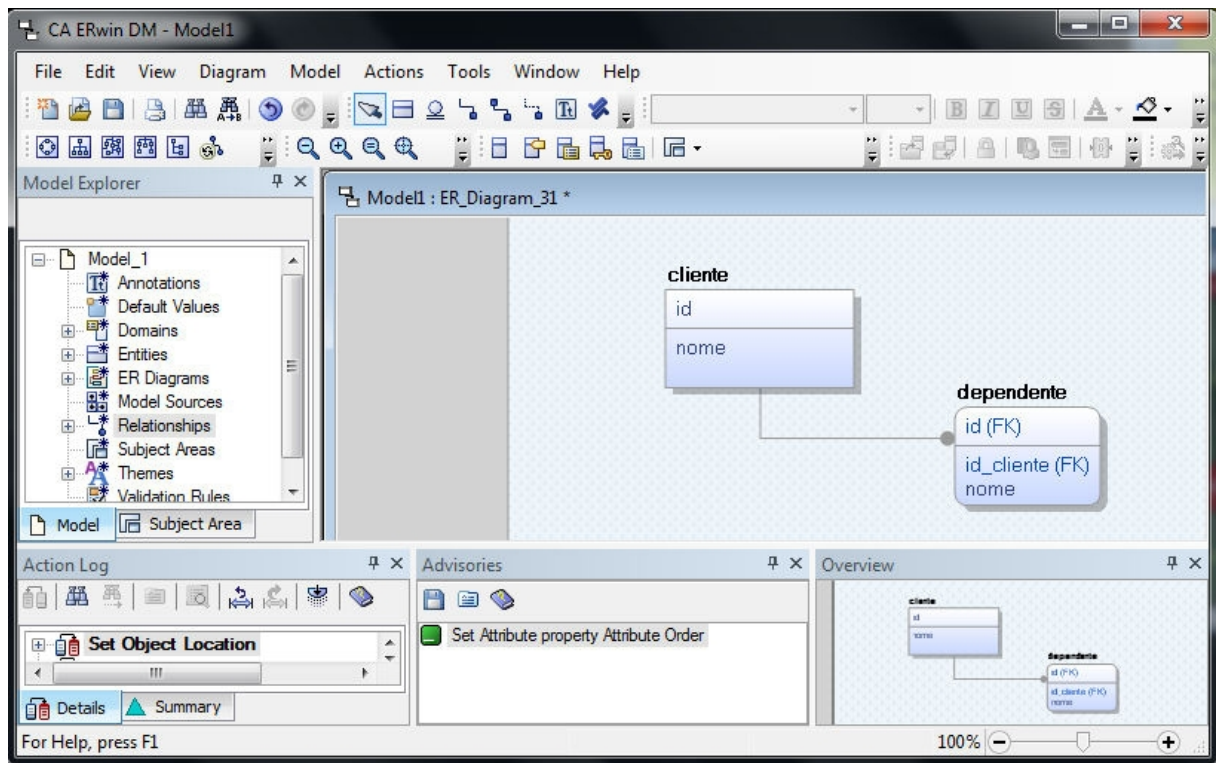 CA ERwin DM - Model1
File Edit View Diagram Model Actions Tools Window Help
B I U S A
Model Explorer
Model1 : ER_Diagram_31 *
Model_1
Annotations
Default Values
Domains
Entities
ER Diagrams
Model Sources
Relationships
Subject Areas
Themes
Validation Rules
Model Subject Area
cliente
id
nome
dependente
id (FK)
id_cliente (FK)
nome
Action Log
Set Object Location
Details Summary
Advisories
Set Attribute property Attribute Order
Overview
cliente
id
nome
dependente
id (FK)
id_cliente (FK)
nome
For Help, press F1
100%